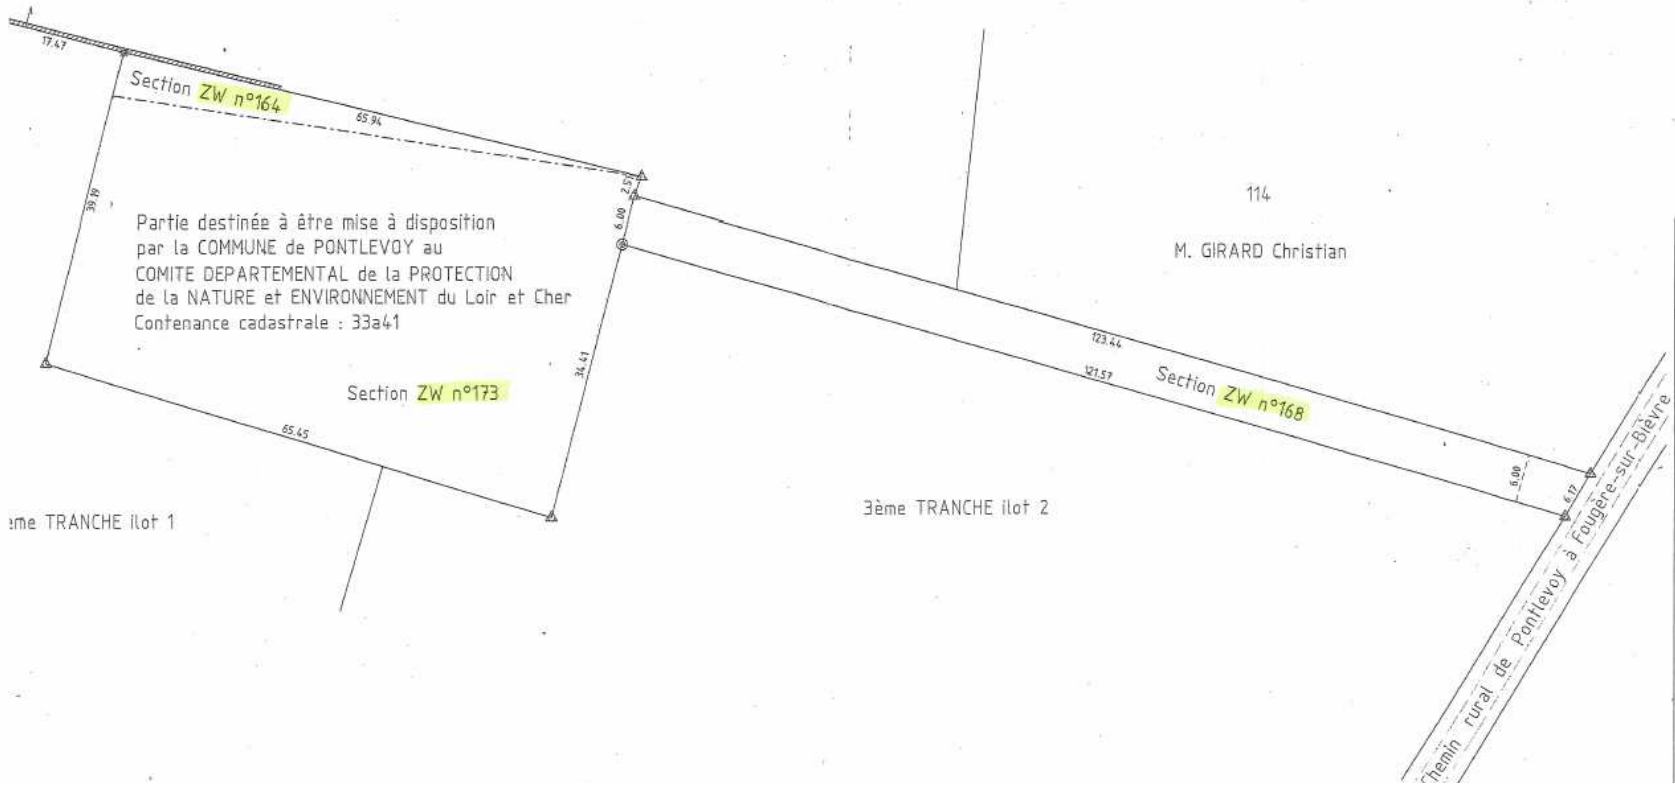 17.47
Section ZW n°164
65.94
39.19
2.51
6.00
114
M. GIRARD Christian
Partie destinée à être mise à disposition
par la COMMUNE de PONTLEVOY au
COMITE DEPARTEMENTAL de la PROTECTION
de la NATURE et ENVIRONNEMENT du Loir et Cher
Contenance cadastrale : 33a41
34.41
123.44
121.57
Section ZW n°168
Section ZW n°173
65.45
6.00
6.17
ème TRANCHE ilot 1
3ème TRANCHE ilot 2
Chemin rural de Pontlevoy à Fougère-sur-Bièvre